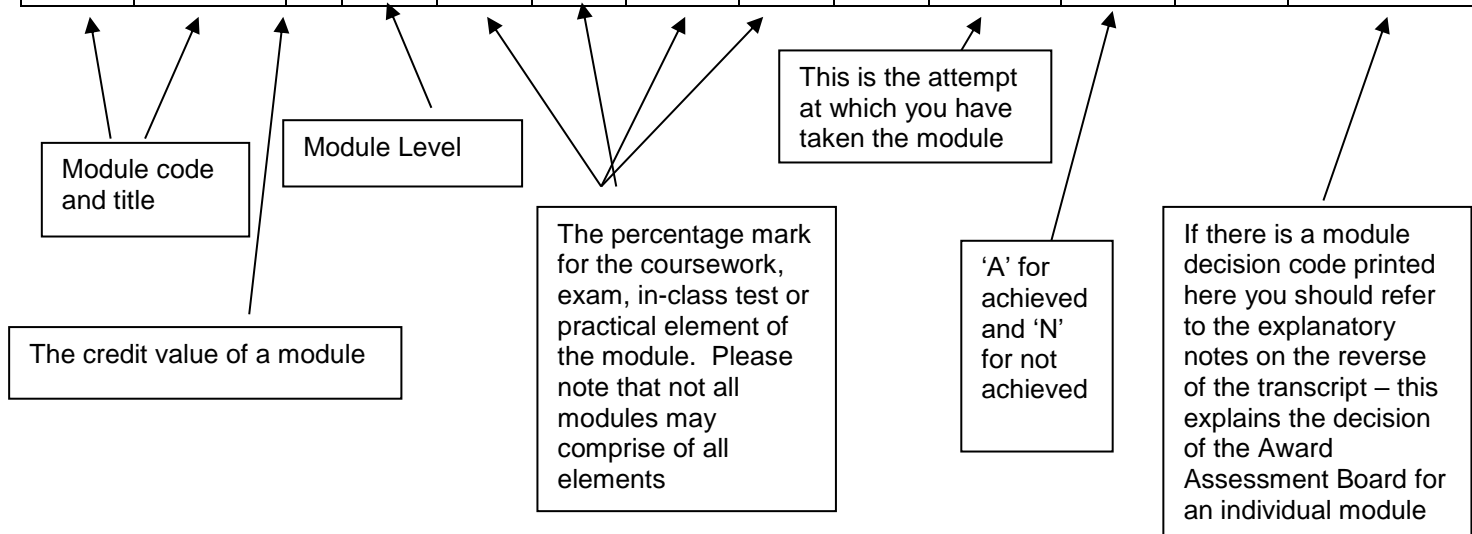 This is the attempt
at which you have
taken the module
Module Level
Module code
and title
The percentage mark
for the coursework,
exam, in-class test or
practical element of
the module.  Please
note that not all
modules may
comprise of all
elements
‘A’ for
achieved
and ‘N’
for not
achieved
If there is a module
decision code printed
here you should refer
to the explanatory
notes on the reverse
of the transcript – this
explains the decision
of the Award
Assessment Board for
an individual module
The credit value of a module